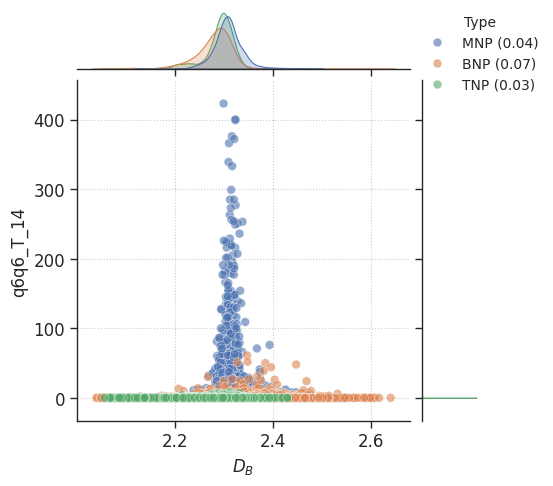 Type
MNP (0.04)
BNP (0.07)
TNP (0.03)
400
300
200
100
0
q6q6_T_14
2.2 2.4 2.6
D_B